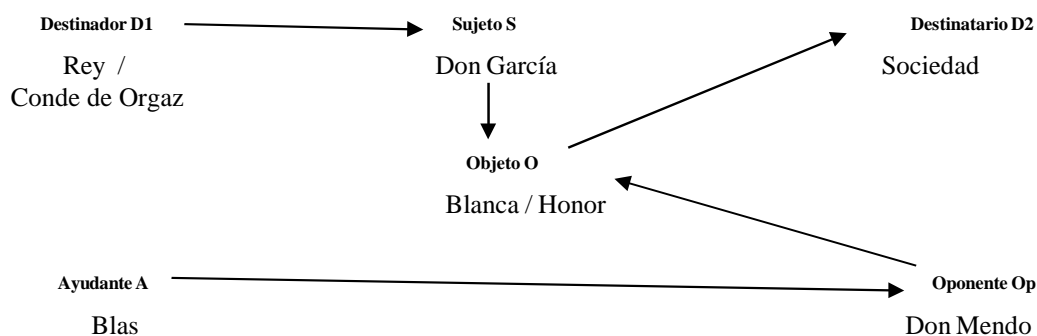 Destinador D1 Sujeto S Destinatario D2
Rey / Don García Sociedad
Conde de Orgaz
Objeto O
Blanca / Honor
Ayudante A Oponente Op
Blas Don Mendo